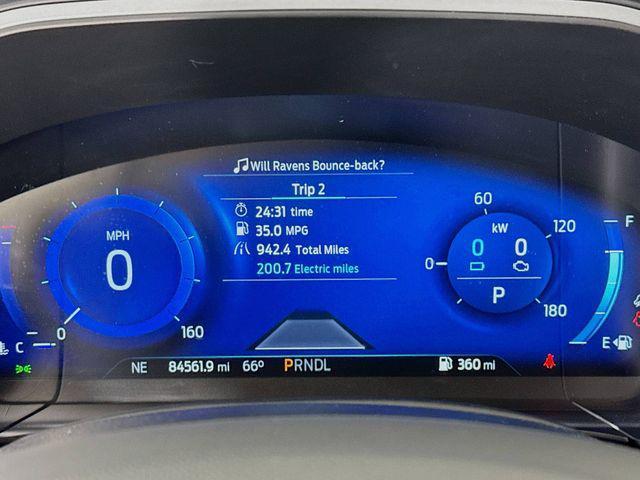 Will Ravens Bounce-back?
Trip 2
24:31 time
35.0 MPG
942.4 Total Miles
200.7 Electric miles
MPH
0
0
160
60
120
180
0
kW
0 0
P
F
E
C
NE 84561.9 mi 66° PRNDL 360 mi